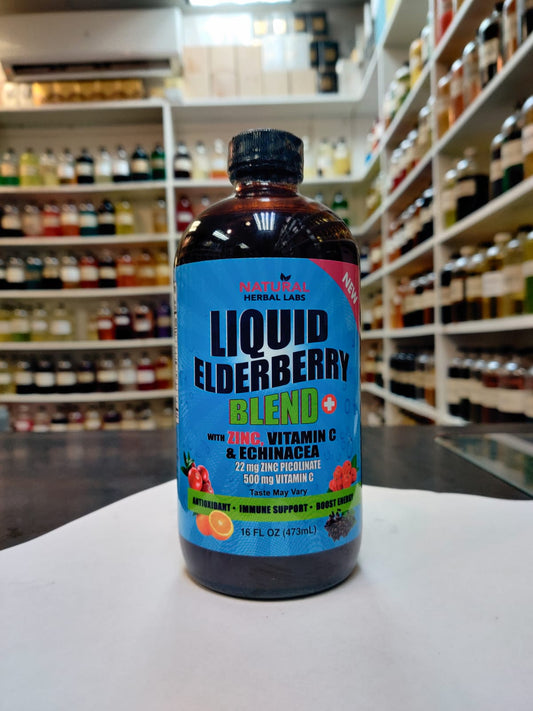 NATURAL
HERBAL LABS
NEW
LIQUID
ELDERBERRY
BLEND
WITH ZINC, VITAMIN C
& ECHINACEA
22 mg ZINC PICOLINATE
500 mg VITAMIN C
Taste May Vary
ANTIOXIDANT • IMMUNE SUPPORT • BOOST ENERGY
16 FL OZ (473mL)